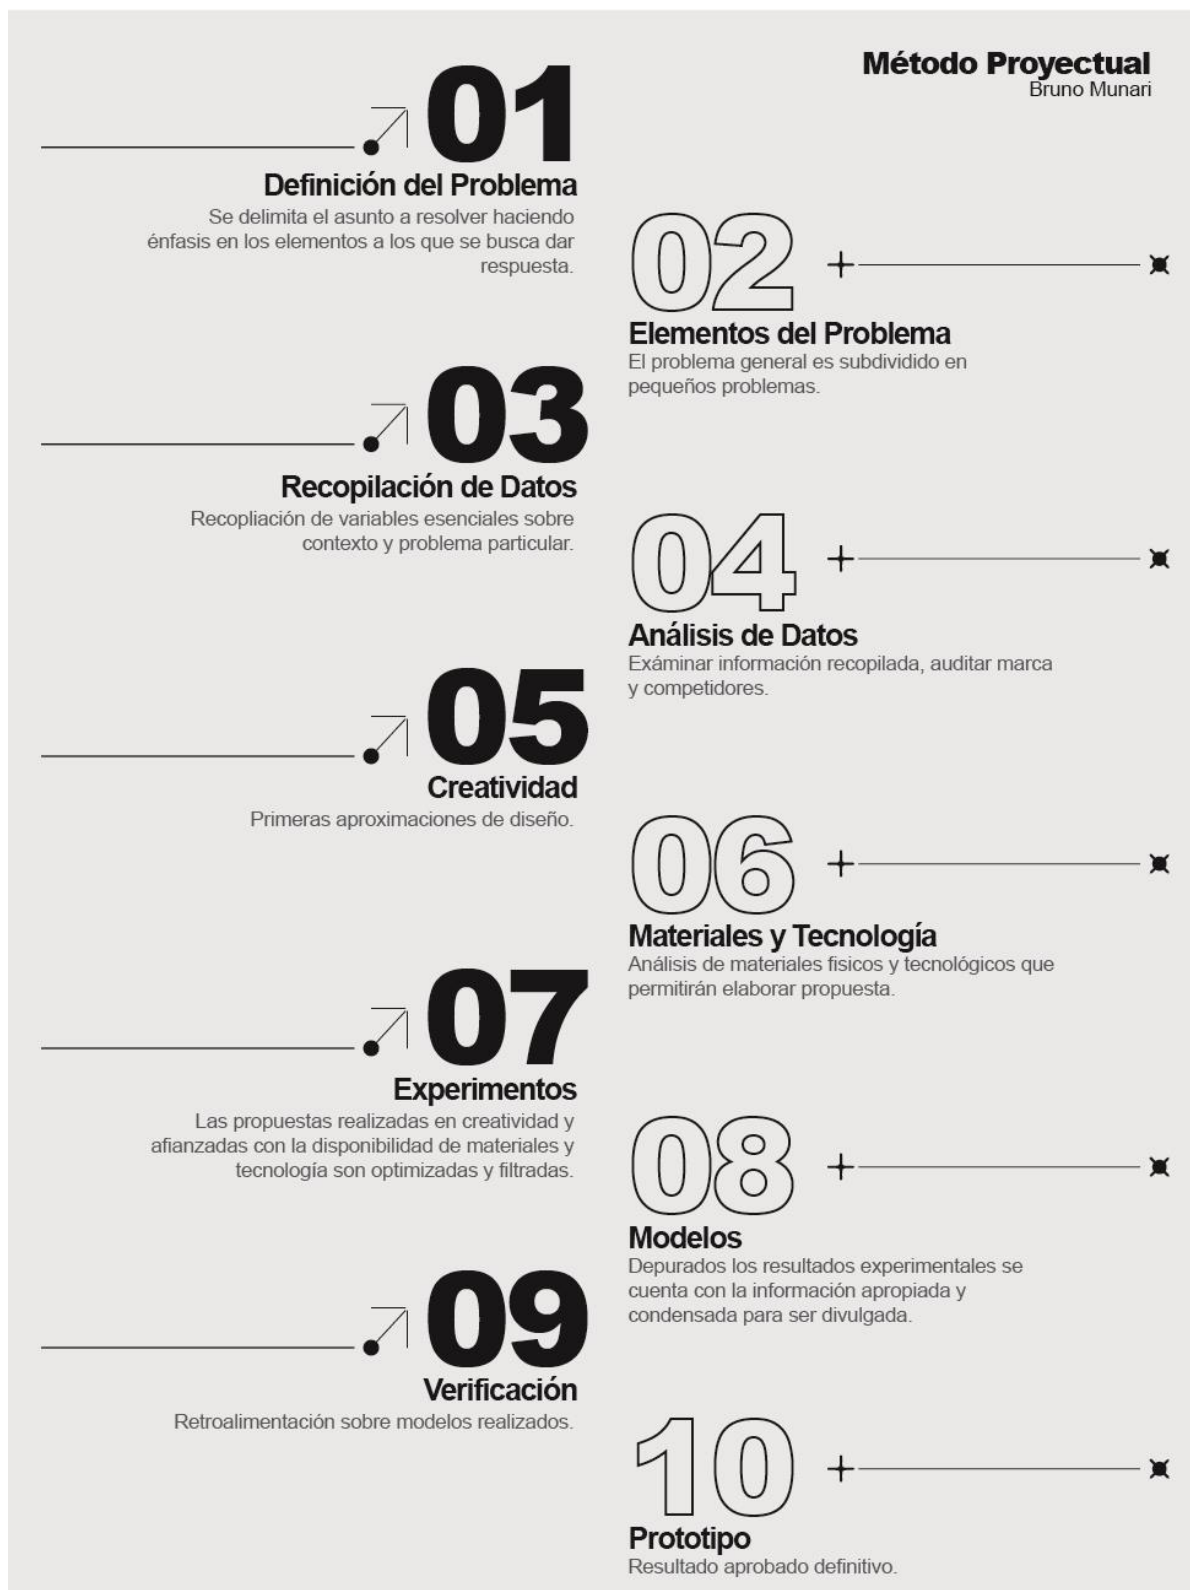 Método Proyectual
Bruno Munari
01
Definición del Problema
Se delimita el asunto a resolver haciendo
énfasis en los elementos a los que se busca dar
respuesta.
02
Elementos del Problema
El problema general es subdividido en
pequeños problemas.
03
Recopilación de Datos
Recopliación de variables esenciales sobre
contexto y problema particular.
04
Análisis de Datos
Exáminar información recopilada, auditar marca
y competidores.
05
Creatividad
Primeras aproximaciones de diseño.
06
Materiales y Tecnología
Análisis de materiales fisicos y tecnológicos que
permitirán elaborar propuesta.
07
Experimentos
Las propuestas realizadas en creatividad y
afianzadas con la disponibilidad de materiales y
tecnología son optimizadas y filtradas.
08
Modelos
Depurados los resultados experimentales se
cuenta con la información apropiada y
condensada para ser divulgada.
09
Verificación
Retroalimentación sobre modelos realizados.
10
Prototipo
Resultado aprobado definitivo.